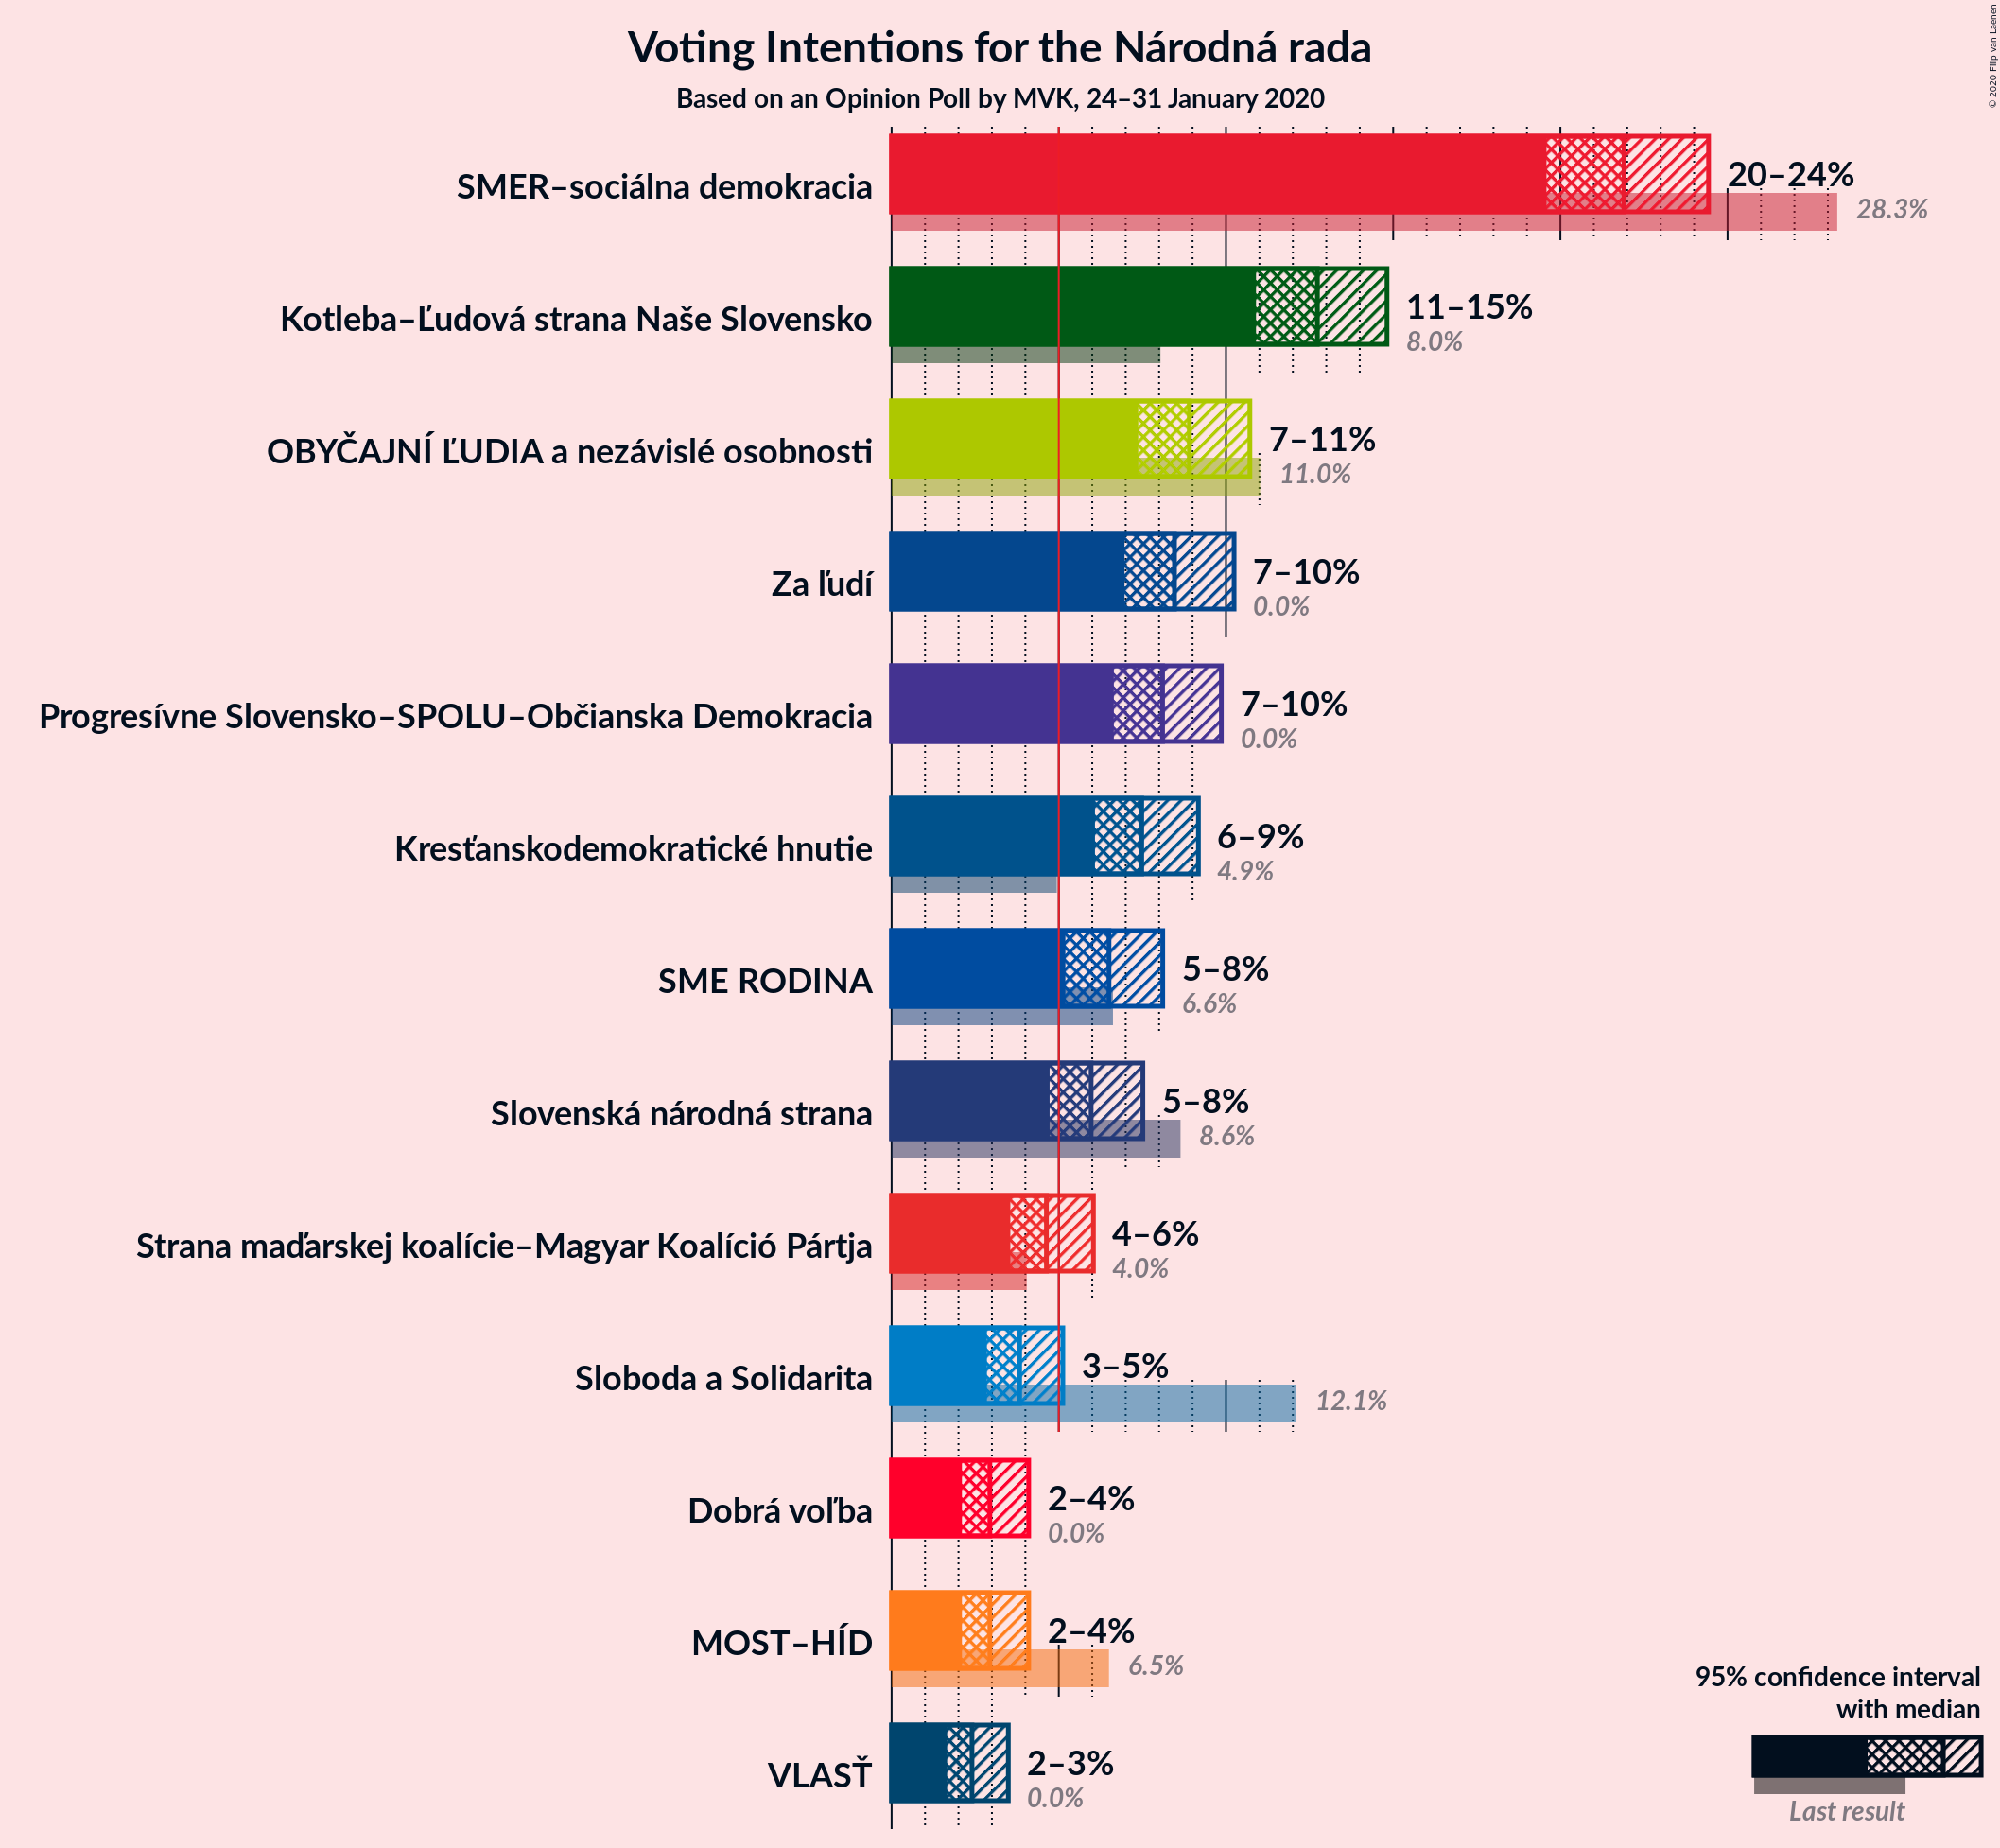 Voting Intentions for the Národná rada
Based on an Opinion Poll by MVK, 24–31 January 2020
© 2020 Filip van Laenen
SMER–sociálna demokracia
20–24%
28.3%
Kotleba–Ľudová strana Naše Slovensko
11–15%
8.0%
OBYČAJNÍ ĽUDIA a nezávislé osobnosti
7–11%
11.0%
Za ľudí
7–10%
0.0%
Progresívne Slovensko–SPOLU–Občianska Demokracia
7–10%
0.0%
Kresťanskodemokratické hnutie
6–9%
4.9%
SME RODINA
5–8%
6.6%
Slovenská národná strana
5–8%
8.6%
Strana maďarskej koalície–Magyar Koalíció Pártja
4–6%
4.0%
Sloboda a Solidarita
3–5%
12.1%
Dobrá voľba
2–4%
0.0%
MOST–HÍD
2–4%
6.5%
VLASŤ
2–3%
0.0%
95% confidence interval
with median
Last result